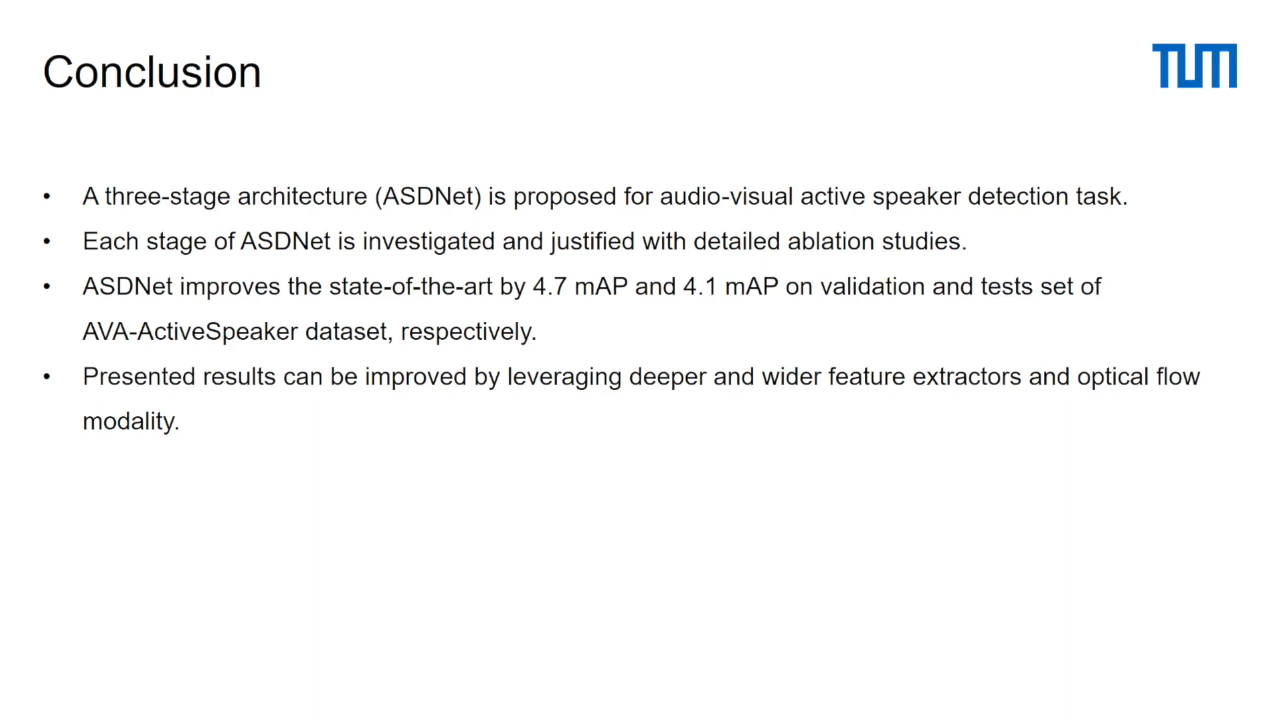 Conclusion
TUM
• A three-stage architecture (ASDNet) is proposed for audio-visual active speaker detection task.
• Each stage of ASDNet is investigated and justified with detailed ablation studies.
• ASDNet improves the state-of-the-art by 4.7 mAP and 4.1 mAP on validation and tests set of
AVA-ActiveSpeaker dataset, respectively.
• Presented results can be improved by leveraging deeper and wider feature extractors and optical flow
modality.